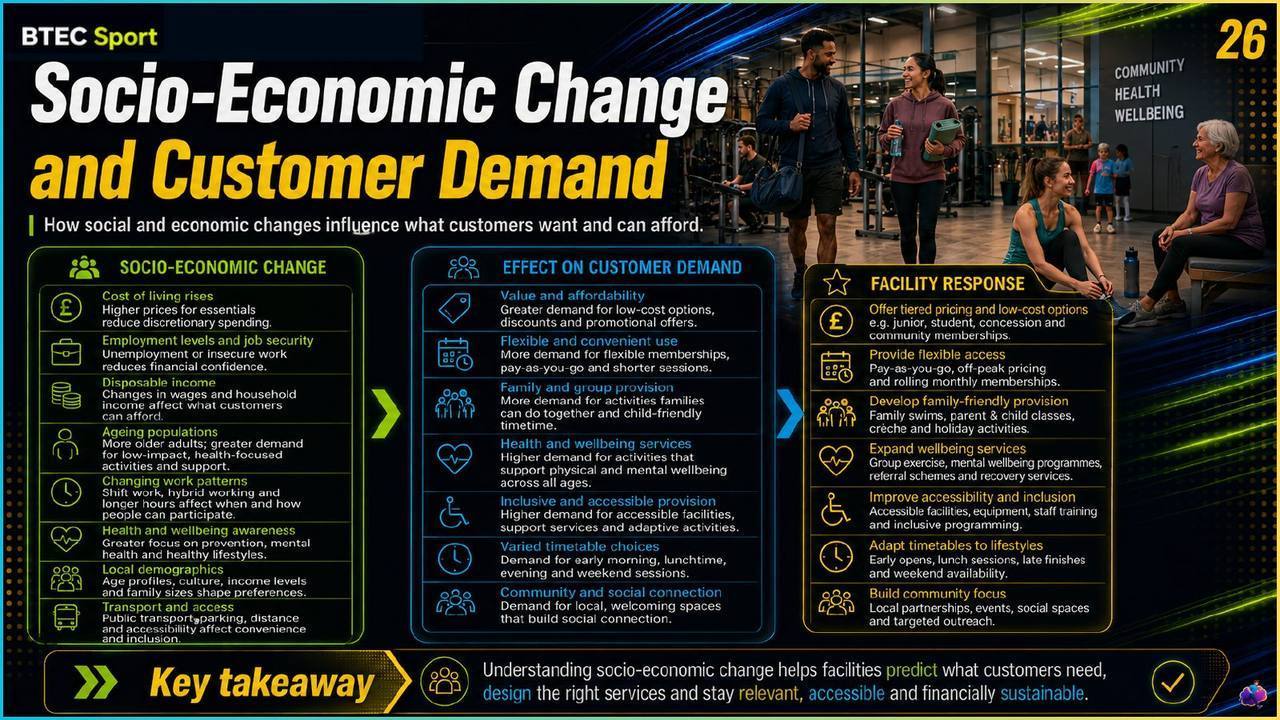 BTEC Sport
26
Socio-Economic Change
and Customer Demand
How social and economic changes influence what customers want and can afford.
COMMUNITY
HEALTH
WELLBEING
SOCIO-ECONOMIC CHANGE
Cost of living rises
Higher prices for essentials
reduce discretionary spending.
Employment levels and job security
Unemployment or insecure work
reduces financial confidence.
Disposable income
Changes in wages and household
income affect what customers
can afford.
Ageing populations
More older adults; greater demand
for low-impact, health-focused
activities and support.
Changing work patterns
Shift work, hybrid working and
longer hours affect when and how
people can participate.
Health and wellbeing awareness
Greater focus on prevention, mental
health and healthy lifestyles.
Local demographics
Age profiles, culture, income levels
and family sizes shape preferences.
Transport and access
Public transport, parking, distance
and accessibility affect convenience
and inclusion.
EFFECT ON CUSTOMER DEMAND
Value and affordability
Greater demand for low-cost options,
discounts and promotional offers.
Flexible and convenient use
More demand for flexible memberships,
pay-as-you-go and shorter sessions.
Family and group provision
More demand for activities families
can do together and child-friendly
timetime.
Health and wellbeing services
Higher demand for activities that
support physical and mental wellbeing
across all ages.
Inclusive and accessible provision
Higher demand for accessible facilities,
support services and adaptive activities.
Varied timetable choices
Demand for early morning, lunchtime,
evening and weekend sessions.
Community and social connection
Demand for local, welcoming spaces
that build social connection.
FACILITY RESPONSE
Offer tiered pricing and low-cost options
e.g. junior, student, concession and
community memberships.
Provide flexible access
Pay-as-you-go, off-peak pricing
and rolling monthly memberships.
Develop family-friendly provision
Family swims, parent & child classes,
crèche and holiday activities.
Expand wellbeing services
Group exercise, mental wellbeing programmes,
referral schemes and recovery services.
Improve accessibility and inclusion
Accessible facilities, equipment, staff training
and inclusive programming.
Adapt timetables to lifestyles
Early opens, lunch sessions, late finishes
and weekend availability.
Build community focus
Local partnerships, events, social spaces
and targeted outreach.
Key takeaway
Understanding socio-economic change helps facilities predict what customers need,
design the right services and stay relevant, accessible and financially sustainable.